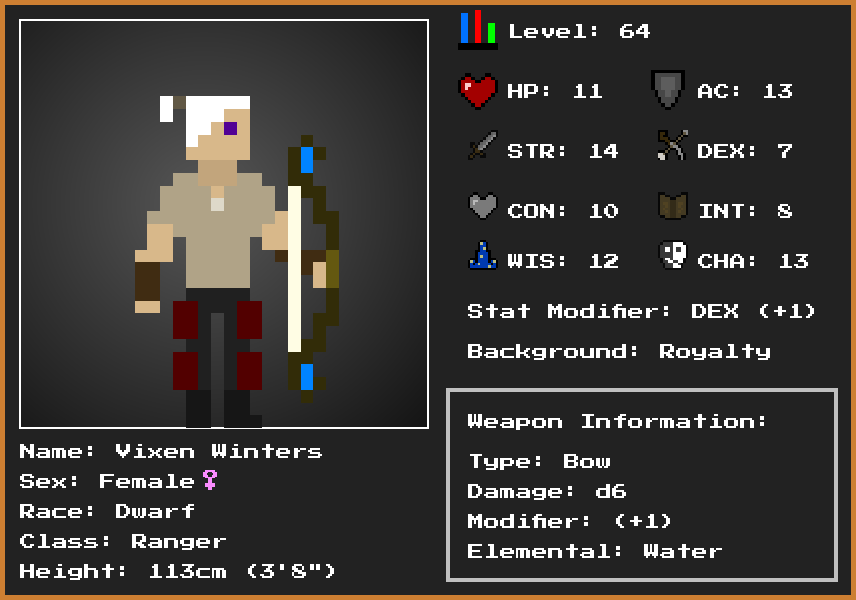 Level: 64
HP: 11 AC: 13
STR: 14 DEX: 7
CON: 10 INT: 8
WIS: 12 CHA: 13
Stat Modifier: DEX (+1)
Background: Royalty
Weapon Information:
Type: Bow
Damage: d6
Modifier: (+1)
Elemental: Water
Name: Vixen Winters
Sex: Female♀
Race: Dwarf
Class: Ranger
Height: 113cm (3'8")